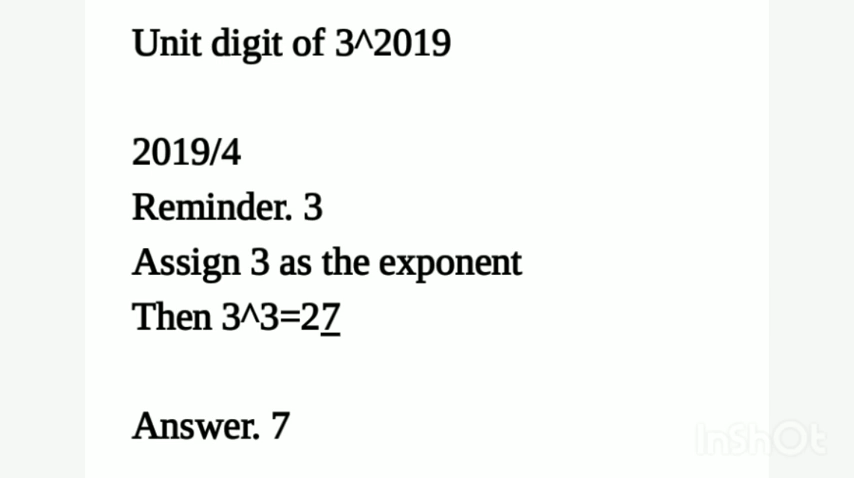 Unit digit of 3^2019
2019/4
Reminder. 3
Assign 3 as the exponent
Then 3^3=27
Answer. 7
InShOt